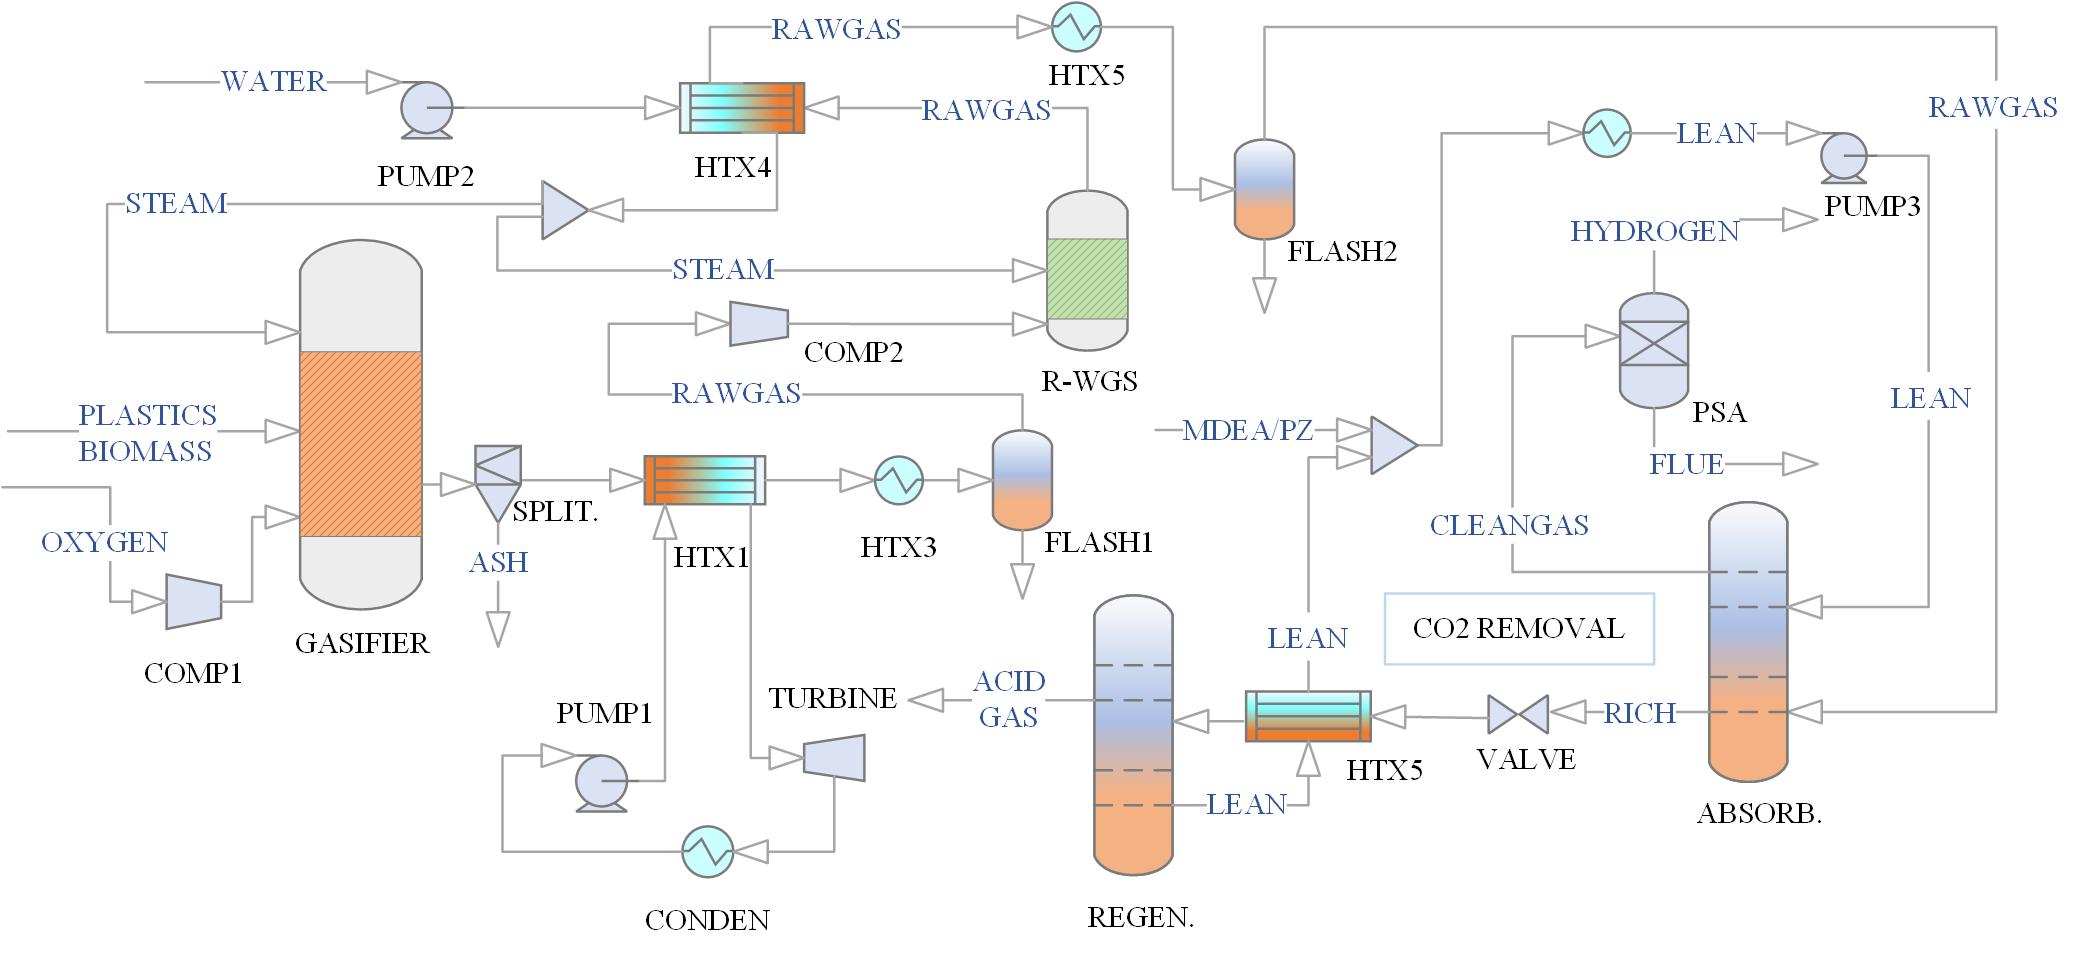 RAWGAS
HTX5
WATER
RAWGAS
RAWGAS
LEAN
PUMP2
HTX4
STEAM
PUMP3
HYDROGEN
FLASH2
STEAM
COMP2
R-WGS
RAWGAS
LEAN
PSA
PLASTICS
BIOMASS
MDEA/PZ
FLUE
SPLIT.
CLEANGAS
OXYGEN
ASH
HTX1
HTX3
FLASH1
GASIFIER
LEAN
CO2 REMOVAL
COMP1
ACID
GAS
TURBINE
PUMP1
RICH
VALVE
HTX5
LEAN
ABSORB.
CONDEN
REGEN.